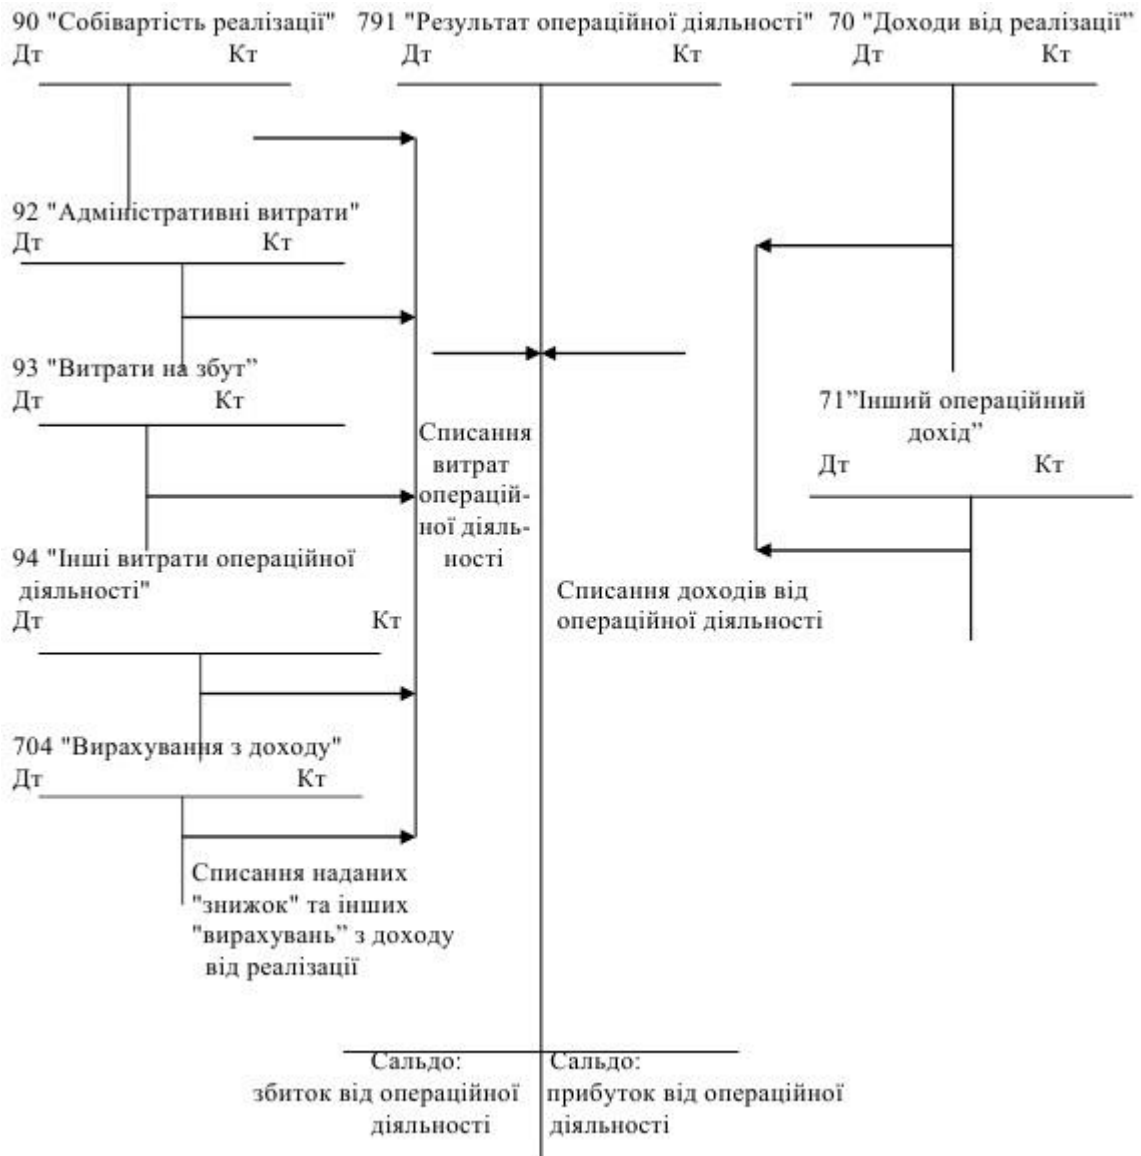 90 "Собівартість реалізації"
791 "Результат операційної діяльності"
70 "Доходи від реалізації”
Дт Кт
Дт Кт
Дт Кт
92 "Адміністративні витрати"
Дт Кт
93 "Витрати на збут”
Дт Кт
Списання
витрат
операцій-
ної діяль-
ності
71”Інший операційний
дохід”
Дт Кт
94 "Інші витрати операційної
діяльності"
Дт Кт
Списання доходів від
операційної діяльності
704 "Вирахування з доходу"
Дт Кт
Списання наданих
"знижок" та інших
"вирахувань” з доходу
від реалізації
Сальдо:
збиток від операційної
діяльності
Сальдо:
прибуток від операційної
діяльності